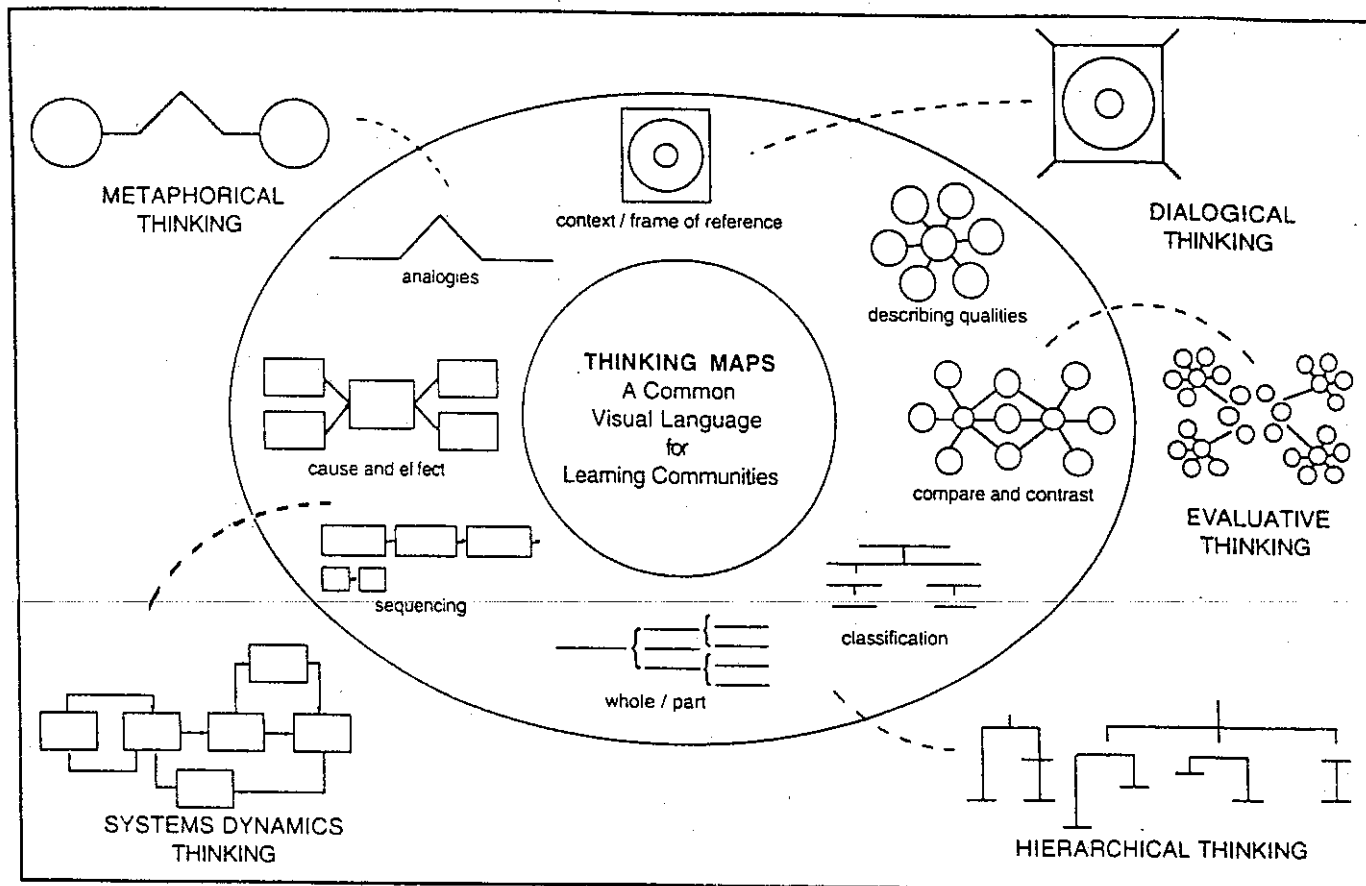 METAPHORICAL
THINKING
context / frame of reference
DIALOGICAL
THINKING
analogies
describing qualities
THINKING MAPS
A Common
Visual Language
for
Learning Communities
cause and effect
compare and contrast
EVALUATIVE
THINKING
sequencing
classification
whole / part
SYSTEMS DYNAMICS
THINKING
HIERARCHICAL THINKING